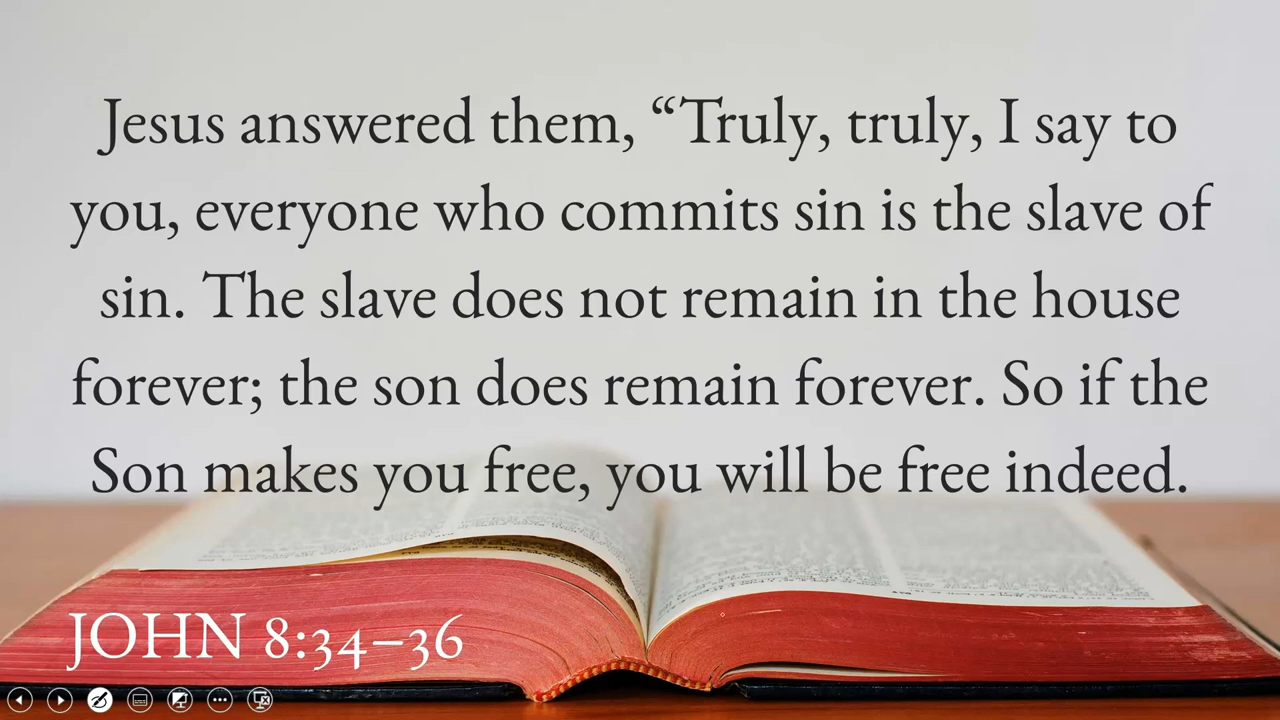 Jesus answered them, “Truly, truly, I say to
you, everyone who commits sin is the slave of
sin. The slave does not remain in the house
forever; the son does remain forever. So if the
Son makes you free, you will be free indeed.
JOHN 8:34–36